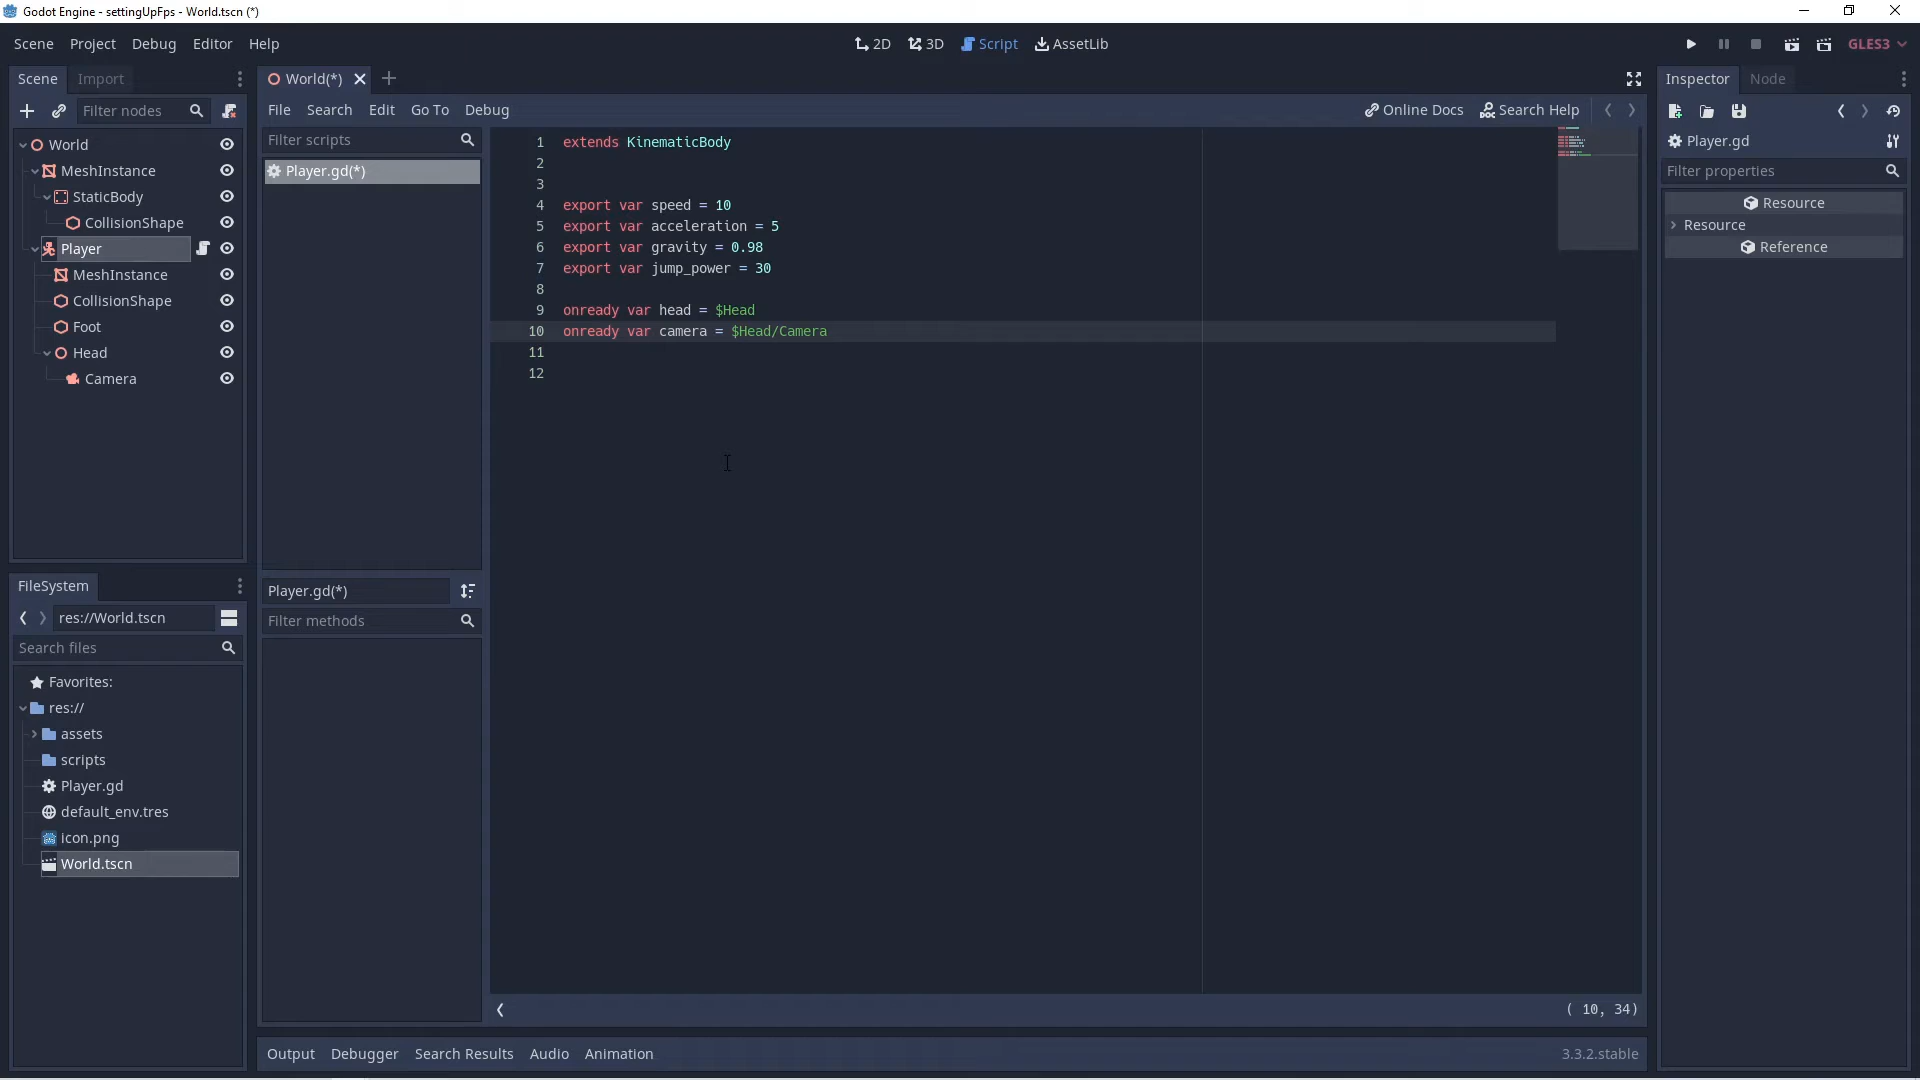 Godot Engine - settingUpFps - World.tscn (*)
Scene Project Debug Editor Help
2D 3D Script AssetLib
GLES3
Scene Import
Filter nodes
World
MeshInstance
StaticBody
CollisionShape
Player
MeshInstance
CollisionShape
Foot
Head
Camera
FileSystem
res://World.tscn
Search files
Favorites:
res://
assets
scripts
Player.gd
default_env.tres
icon.png
World.tscn
World(*)
File Search Edit Go To Debug
Online Docs Search Help
Filter scripts
Player.gd(*)
Player.gd(*)
Filter methods
1 extends KinematicBody
2
3
4 export var speed = 10
5 export var acceleration = 5
6 export var gravity = 0.98
7 export var jump_power = 30
8
9 onready var head = $Head
10 onready var camera = $Head/Camera
11
12
( 10, 34)
Output Debugger Search Results Audio Animation
3.3.2.stable
Inspector Node
Player.gd
Filter properties
Resource
Resource
Reference